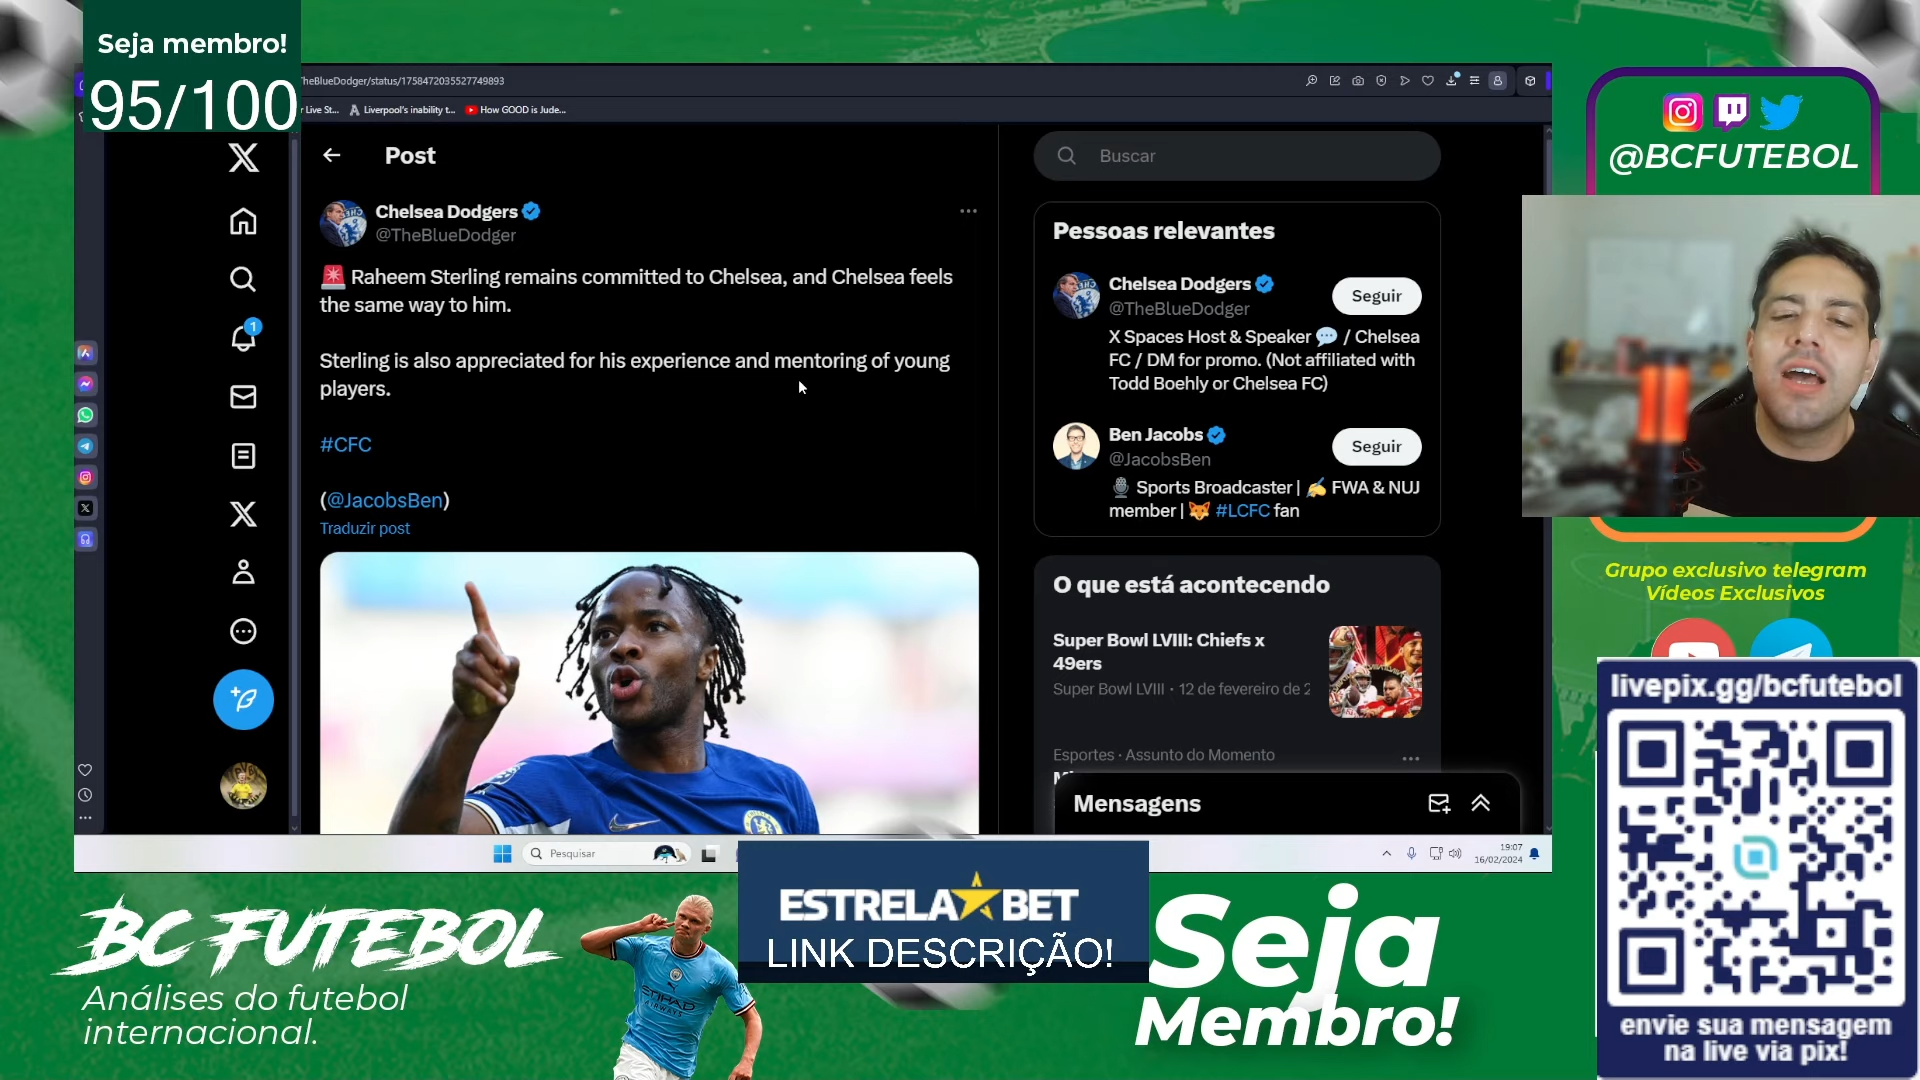 Seja membro!
95/100
TheBlueDodger/status/1758472035527749893
r Live St...
Liverpool's inability t...
How GOOD is Jude...
Post
Chelsea Dodgers
@TheBlueDodger
Raheem Sterling remains committed to Chelsea, and Chelsea feels
the same way to him.
Sterling is also appreciated for his experience and mentoring of young
players.
#CFC
(@JacobsBen)
Traduzir post
1
Buscar
Pessoas relevantes
Chelsea Dodgers
@TheBlueDodger
Seguir
X Spaces Host & Speaker / Chelsea
FC / DM for promo. (Not affiliated with
Todd Boehly or Chelsea FC)
Ben Jacobs
@JacobsBen
Seguir
Sports Broadcaster | FWA & NUJ
member | #LCFC fan
O que está acontecendo
Super Bowl LVIII: Chiefs x
49ers
Super Bowl LVIII · 12 de fevereiro de 2
Esportes · Assunto do Momento
Mensagens
Pesquisar
19:07
16/02/2024
@BCFUTEBOL
Grupo exclusivo telegram
Vídeos Exclusivos
livepix.gg/bcfutebol
envie sua mensagem
na live via pix!
BC FUTEBOL
Análises do futebol
internacional.
ETIHAD
ESTRELA BET
LINK DESCRIÇÃO!
Seja
Membro!